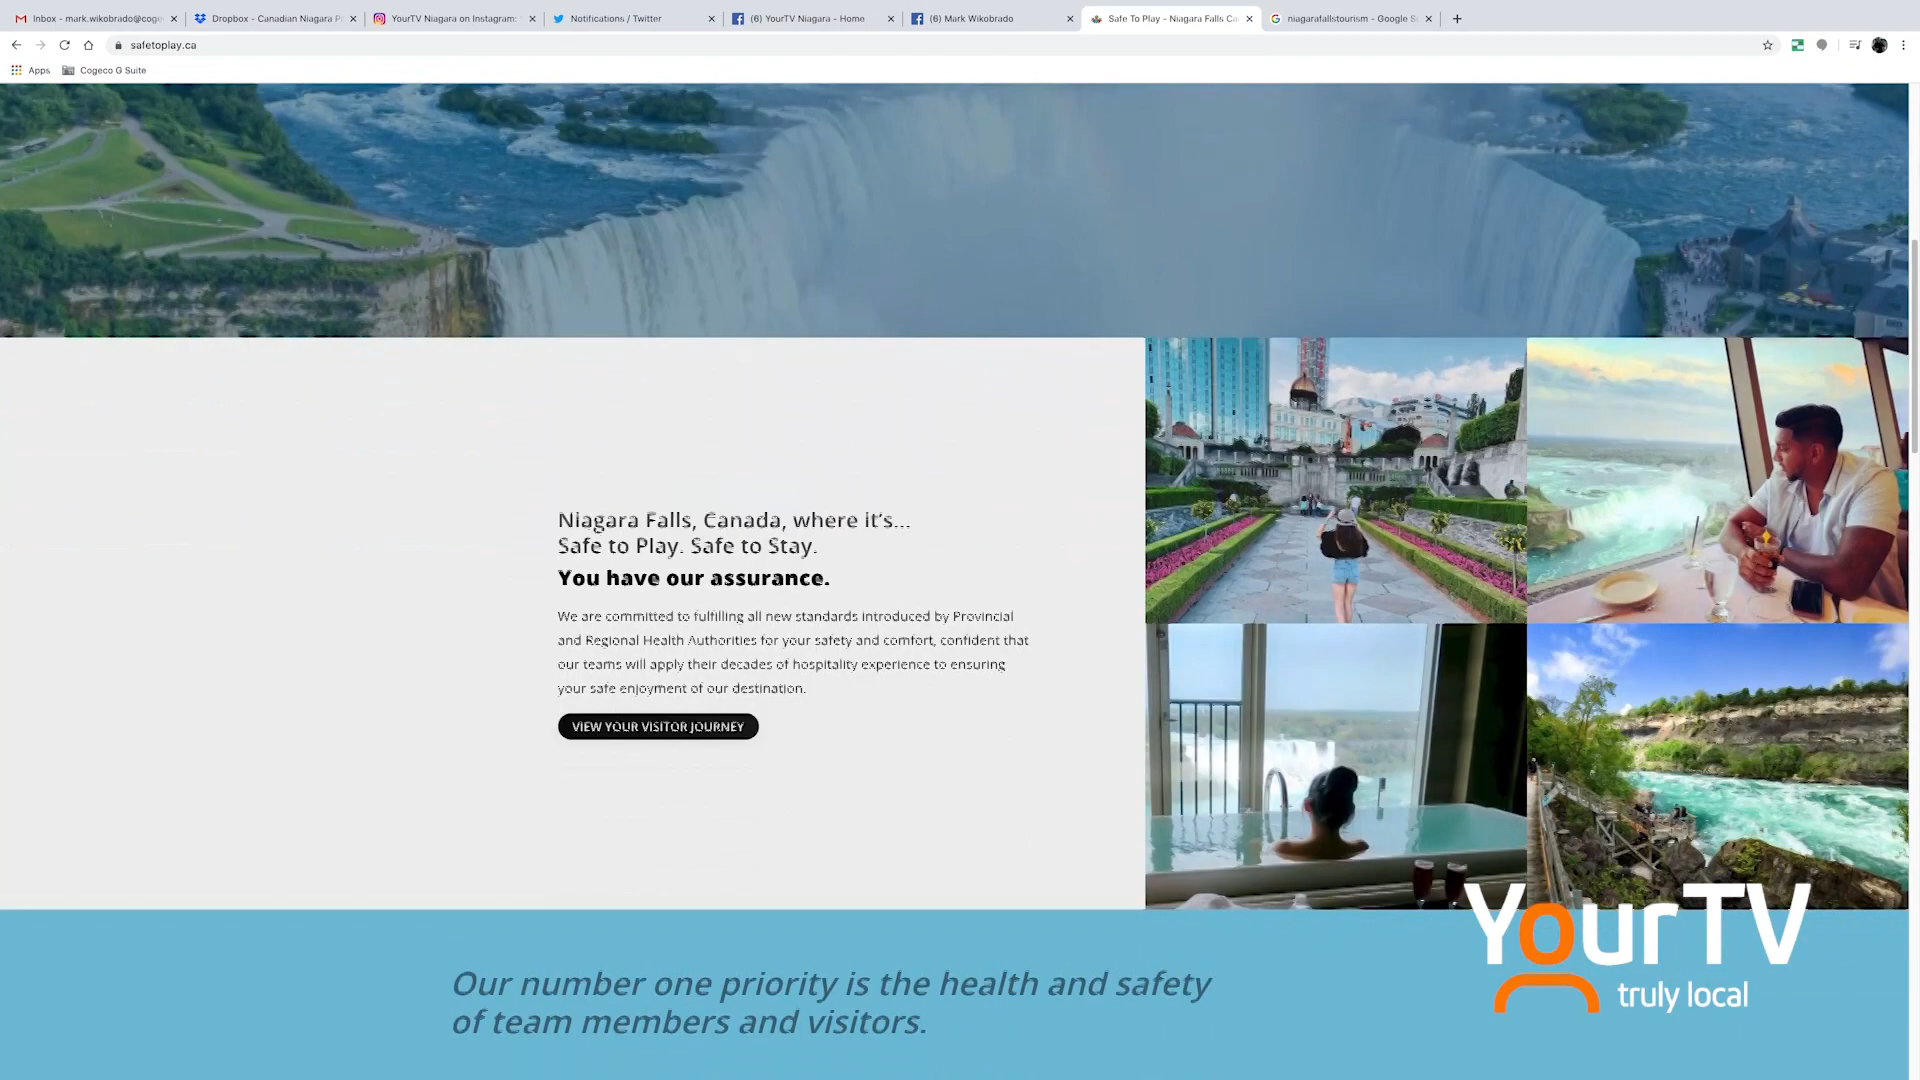 Inbox - mark.wikobrado@coge
Dropbox - Canadian Niagara P
YourTV Niagara on Instagram:
Notifications / Twitter
(6) YourTV Niagara - Home
(6) Mark Wikobrado
Safe To Play - Niagara Falls Ca
niagarafallstourism - Google S
safetoplay.ca
Apps
Cogeco G Suite
Niagara Falls, Canada, where it's...
Safe to Play. Safe to Stay.
You have our assurance.
We are committed to fulfilling all new standards introduced by Provincial
and Regional Health Authorities for your safety and comfort, confident that
our teams will apply their decades of hospitality experience to ensuring
your safe enjoyment of our destination.
VIEW YOUR VISITOR JOURNEY
Our number one priority is the health and safety
of team members and visitors.
YourTV
truly local